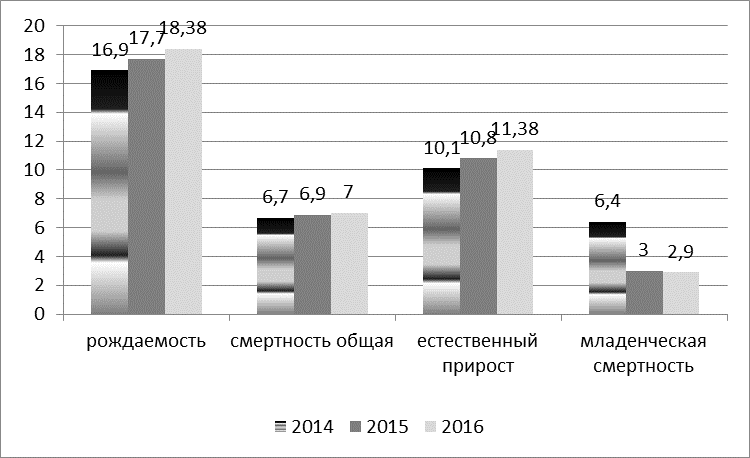 20
18
16
14
12
10
8
6
4
2
0
16,9 17,7 18,38
6,7 6,9 7
10,1 10,8 11,38
6,4 3 2,9
рождаемость
смертность общая
естественный
прирост
младенческая
смертность
2014 2015 2016